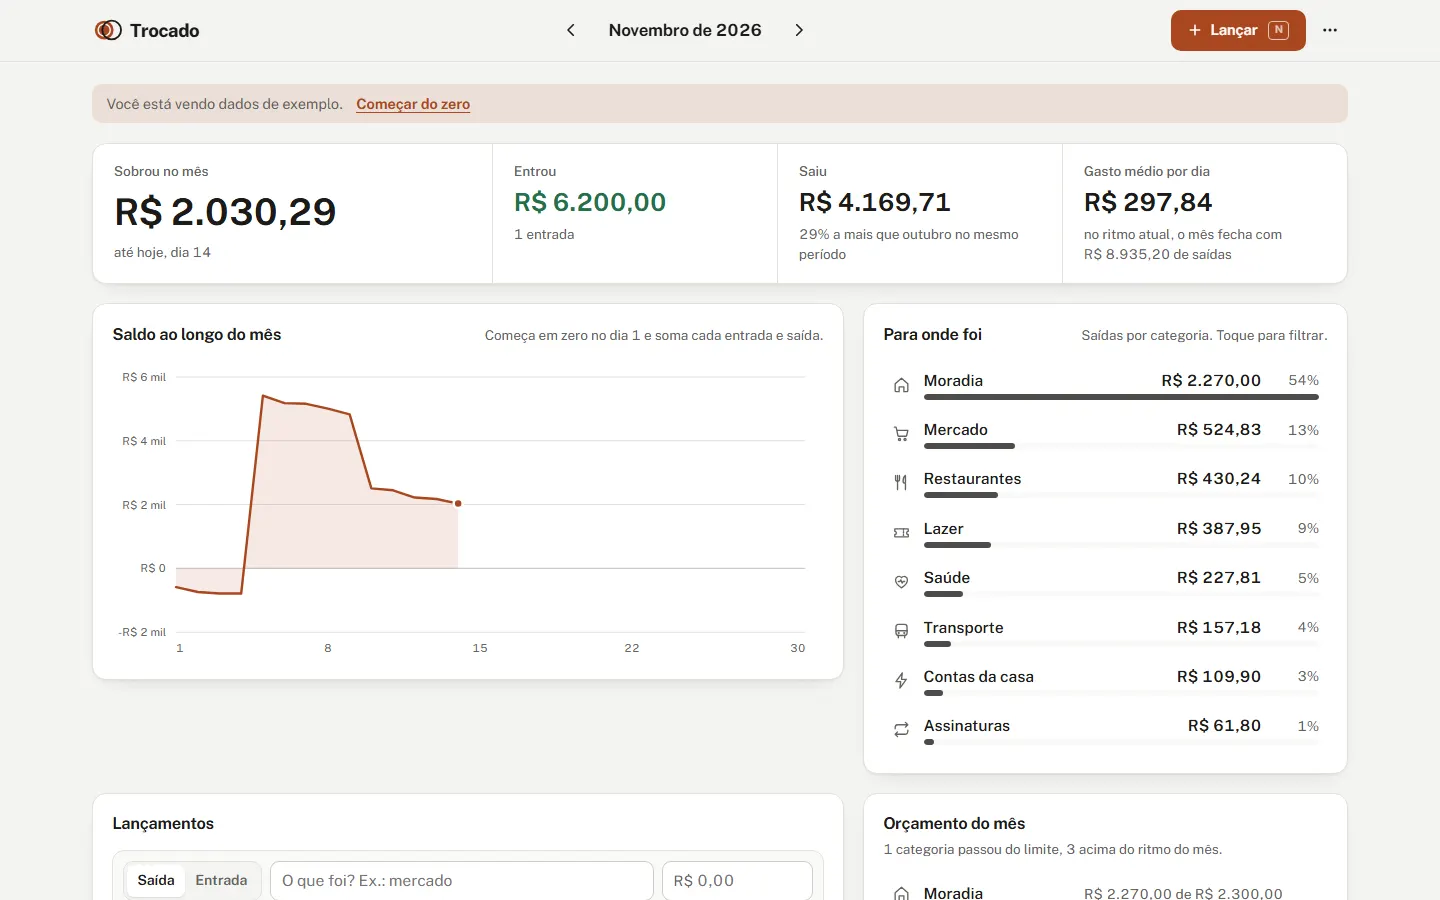 Trocado
Novembro de 2026
+ Lançar N
Você está vendo dados de exemplo. Começar do zero
Sobrou no mês
R$ 2.030,29
até hoje, dia 14
Entrou
R$ 6.200,00
1 entrada
Saiu
R$ 4.169,71
29% a mais que outubro no mesmo
período
Gasto médio por dia
R$ 297,84
no ritmo atual, o mês fecha com
R$ 8.935,20 de saídas
Saldo ao longo do mês
Começa em zero no dia 1 e soma cada entrada e saída.
R$ 6 mil
R$ 4 mil
R$ 2 mil
R$ 0
-R$ 2 mil
1 8 15 22 30
Para onde foi
Saídas por categoria. Toque para filtrar.
Moradia R$ 2.270,00 54%
Mercado R$ 524,83 13%
Restaurantes R$ 430,24 10%
Lazer R$ 387,95 9%
Saúde R$ 227,81 5%
Transporte R$ 157,18 4%
Contas da casa R$ 109,90 3%
Assinaturas R$ 61,80 1%
Lançamentos
Saída Entrada O que foi? Ex.: mercado R$ 0,00
Orçamento do mês
1 categoria passou do limite, 3 acima do ritmo do mês.
Moradia R$ 2.270,00 de R$ 2.300,00